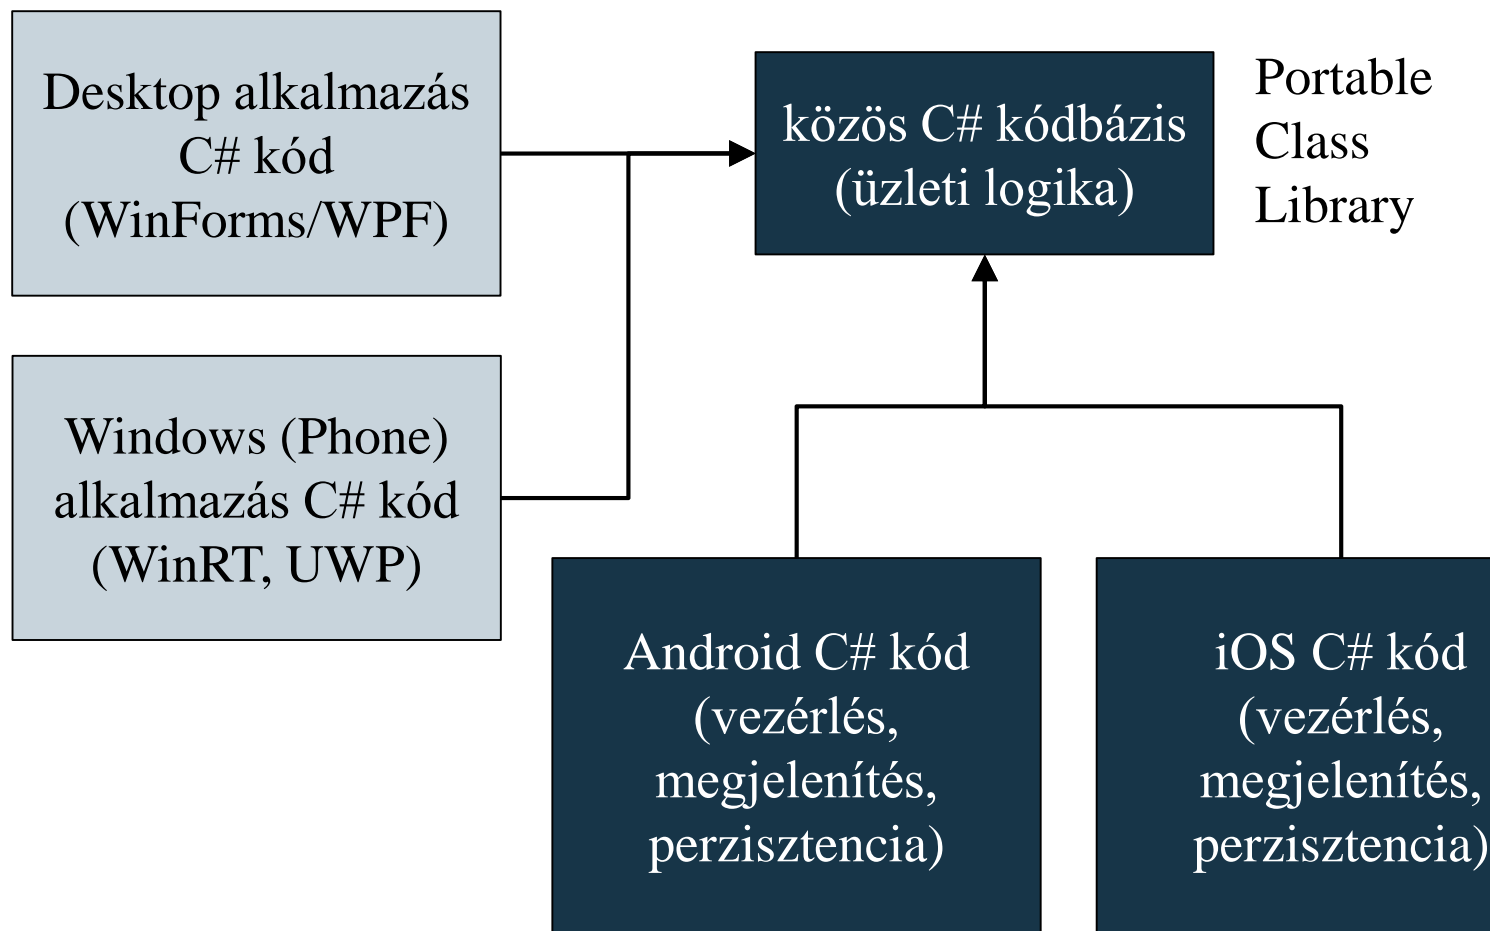 Desktop alkalmazás
C# kód
(WinForms/WPF)
közös C# kódbázis
(üzleti logika)
Portable
Class
Library
Windows (Phone)
alkalmazás C# kód
(WinRT, UWP)
Android C# kód
(vezérlés,
megjelenítés,
perzisztencia)
iOS C# kód
(vezérlés,
megjelenítés,
perzisztencia)